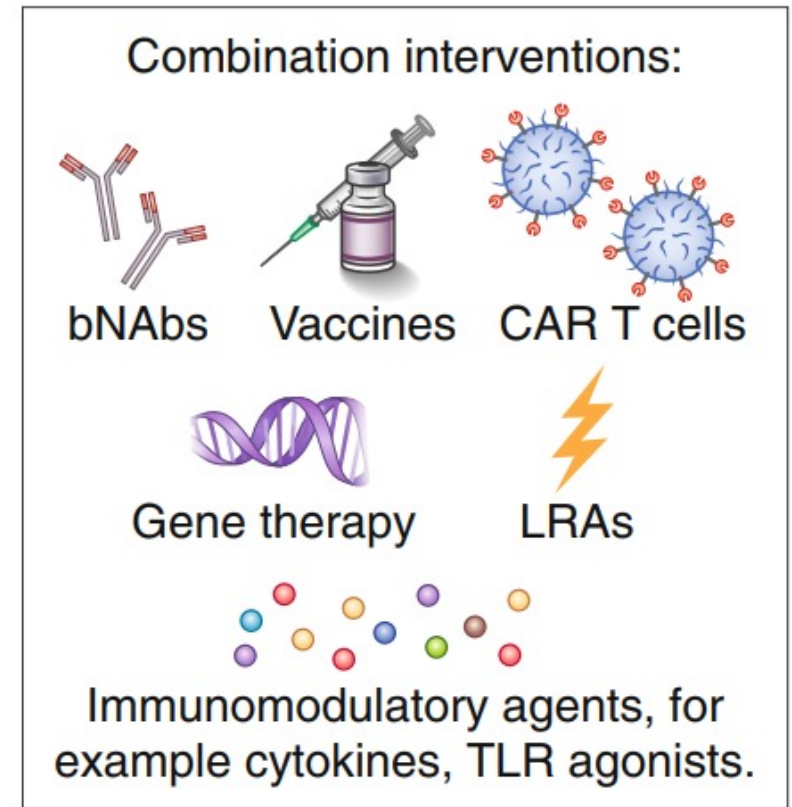 Combination interventions:
bNAbs
Vaccines
CAR T cells
Gene therapy
LRAs
Immunomodulatory agents, for
example cytokines, TLR agonists.